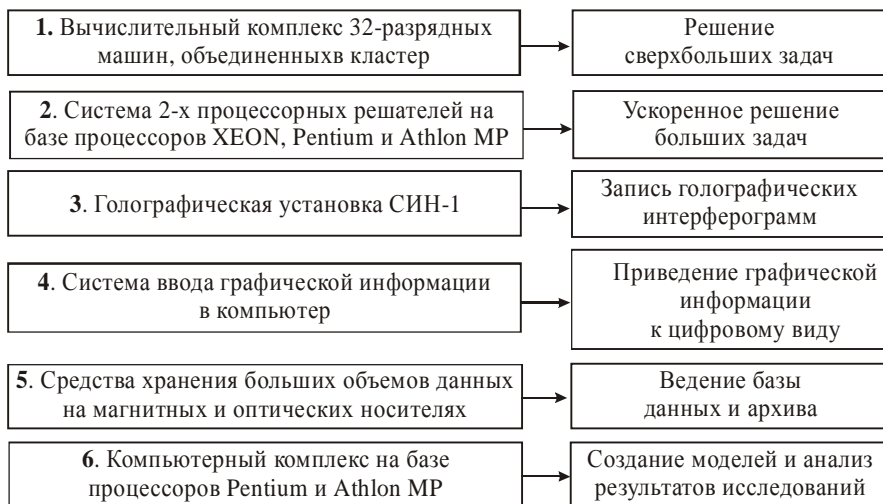 1. Вычислительный комплекс 32-разрядных
машин, объединенныхв кластер
Решение
сверхбольших задач
2. Система 2-х процессорных решателей на
базе процессоров XEON, Pentium и Athlon MP
Ускоренное решение
больших задач
3. Голографическая установка СИН-1
Запись голографических
интерферограмм
4. Система ввода графической информации
в компьютер
Приведение графической
информации
к цифровому виду
5. Средства хранения больших объемов данных
на магнитных и оптических носителях
Ведение базы
данных и архива
6. Компьютерный комплекс на базе
процессоров Pentium и Athlon MP
Создание моделей и анализ
результатов исследований